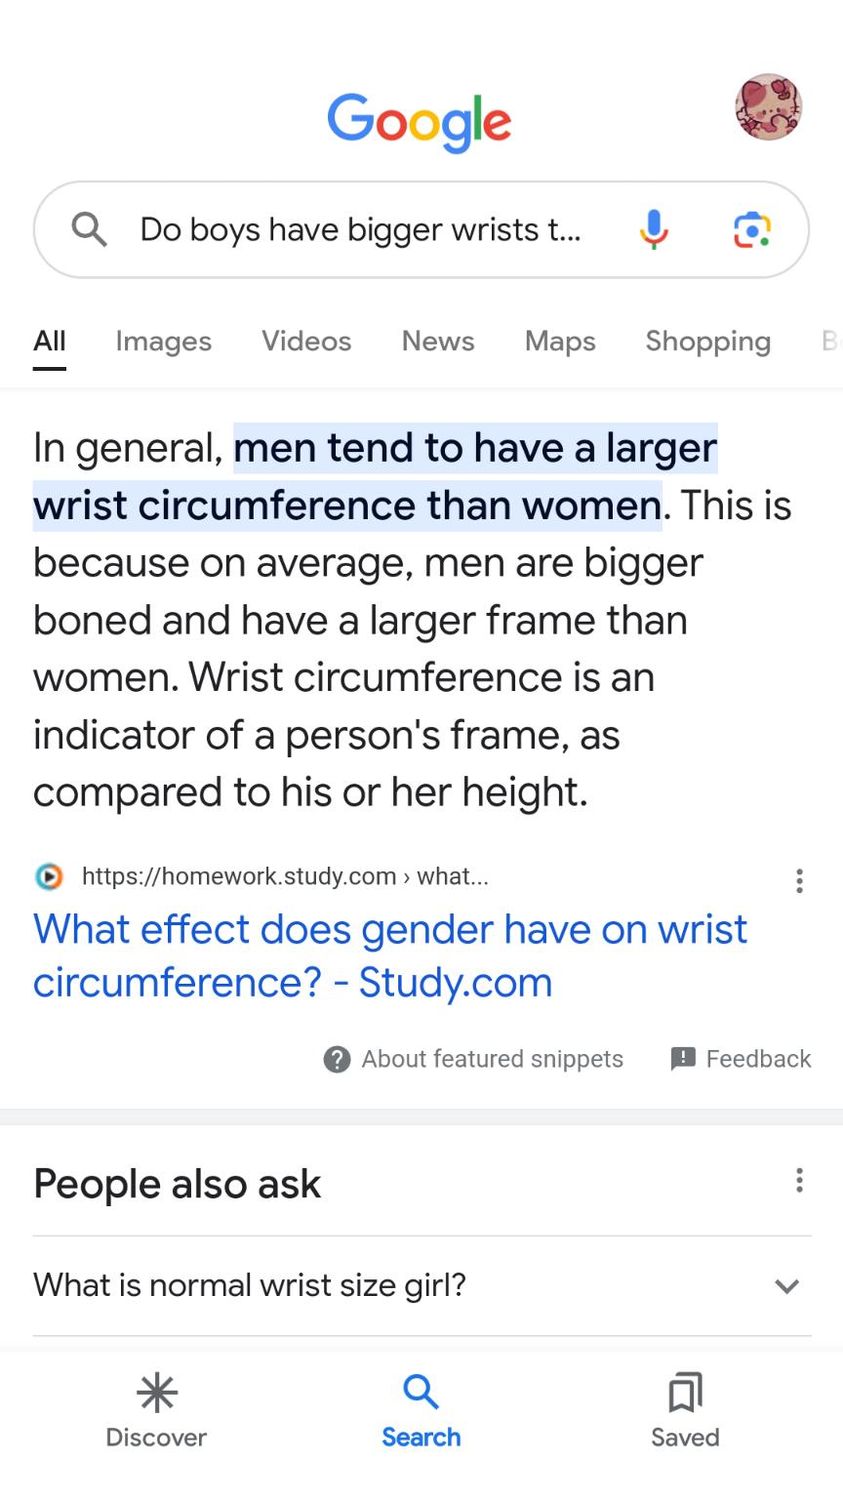 Google
Do boys have bigger wrists t...
All Images Videos News Maps Shopping
In general, men tend to have a larger
wrist circumference than women. This is
because on average, men are bigger
boned and have a larger frame than
women. Wrist circumference is an
indicator of a person's frame, as
compared to his or her height.
https://homework.study.com › what...
What effect does gender have on wrist
circumference? - Study.com
About featured snippets Feedback
People also ask
What is normal wrist size girl?
Discover Search Saved